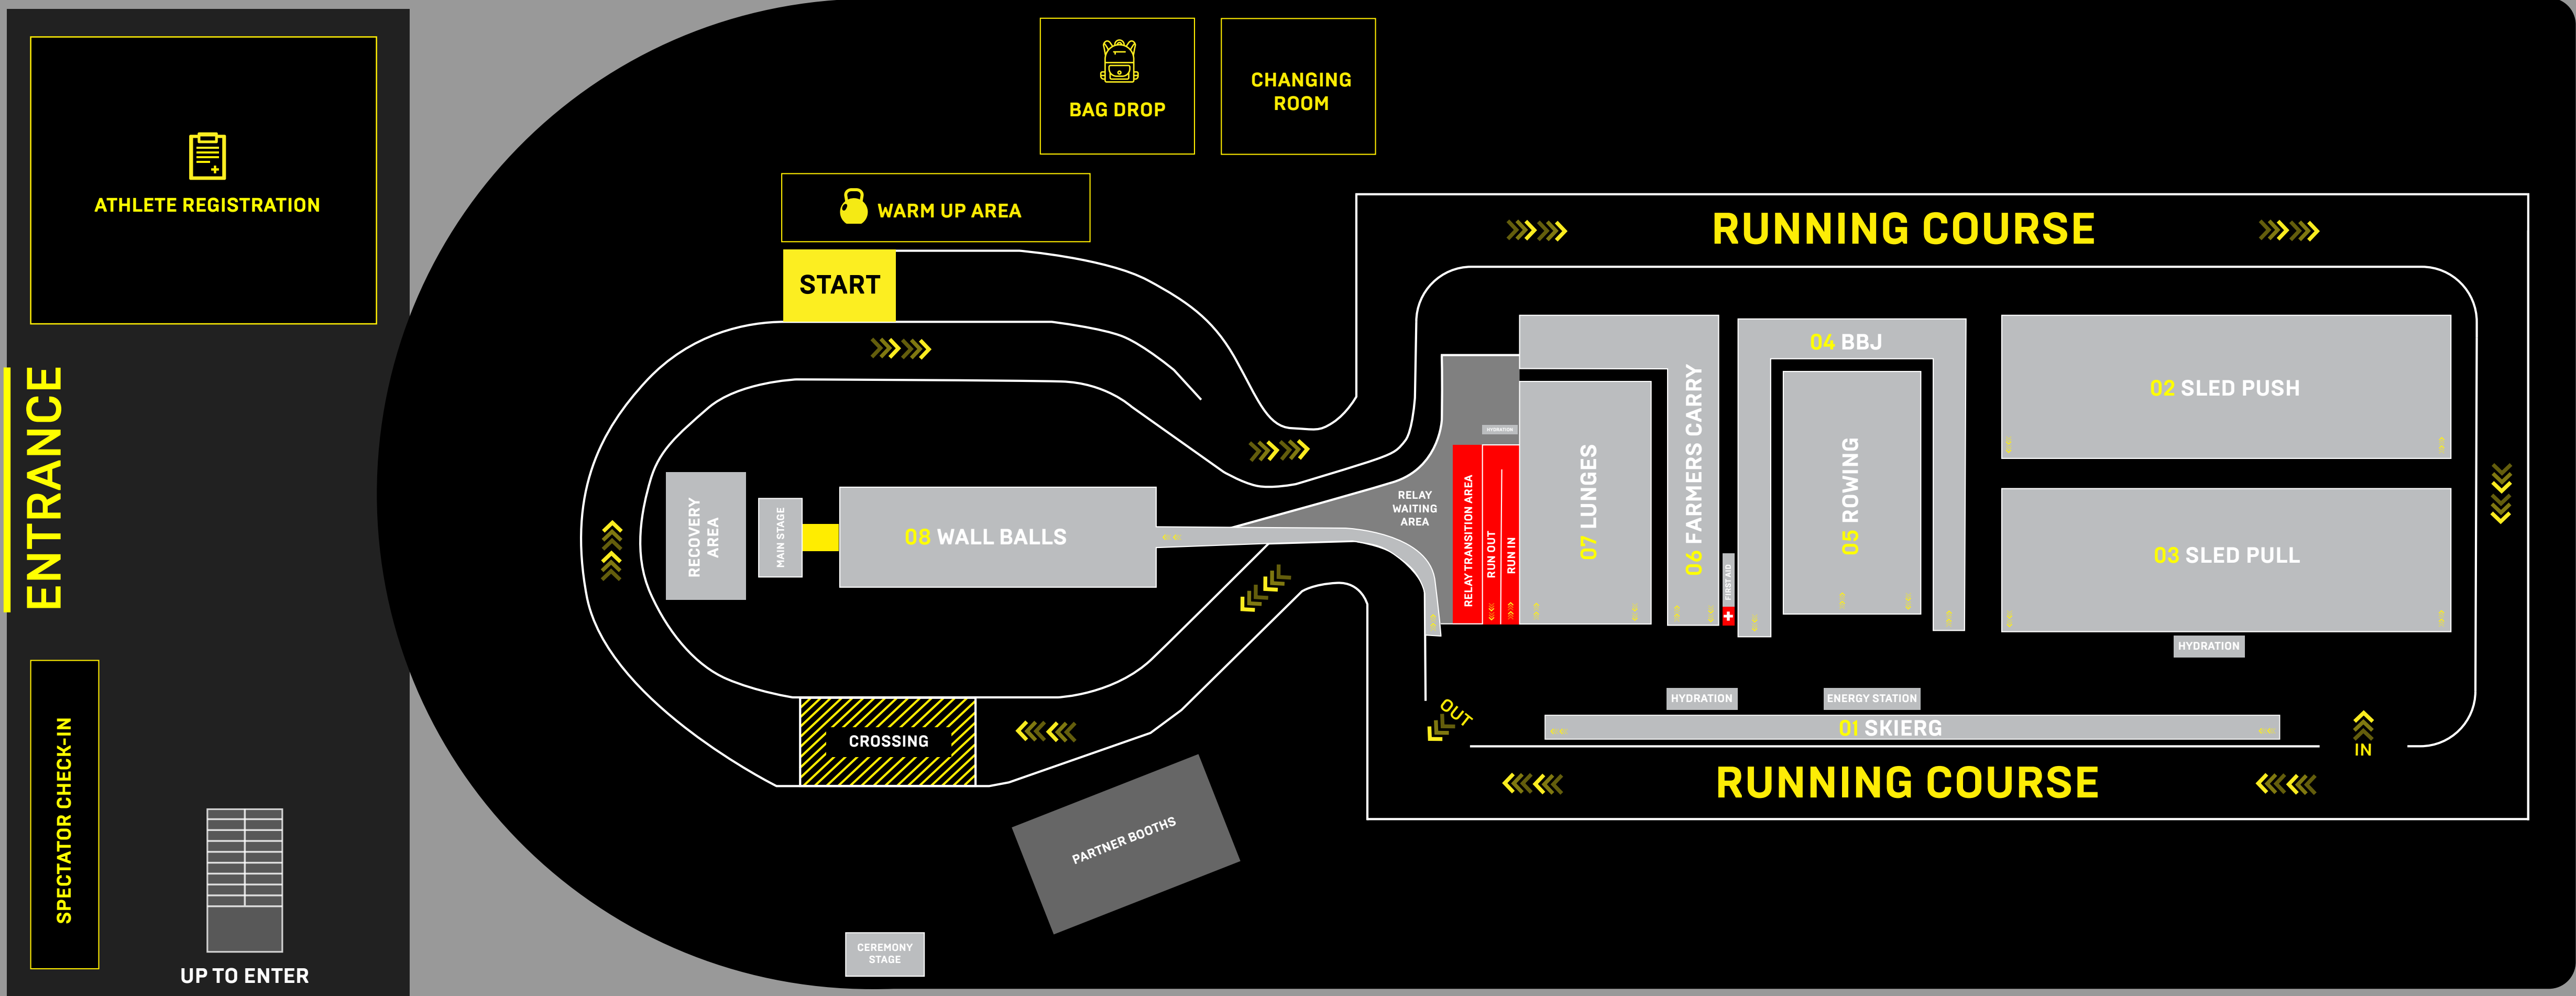 ATHLETE REGISTRATION
ENTRANCE
SPECTATOR CHECK-IN
UP TO ENTER
BAG DROP
CHANGING
ROOM
WARM UP AREA
START
RECOVERY
AREA
MAIN STAGE
08 WALL BALLS
CROSSING
PARTNER BOOTHS
CEREMONY
STAGE
RUNNING COURSE
RELAY
WAITING
AREA
HYDRATION
RELAY TRANSITION AREA
RUN OUT
RUN IN
07 LUNGES
06 FARMERS CARRY
FIRST AID
04 BBJ
05 ROWING
02 SLED PUSH
03 SLED PULL
HYDRATION
HYDRATION
ENERGY STATION
01 SKIERG
OUT
IN
RUNNING COURSE